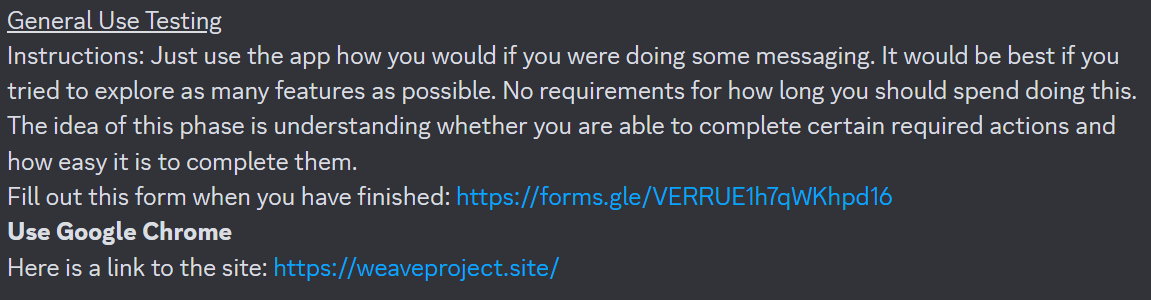 General Use Testing
Instructions: Just use the app how you would if you were doing some messaging. It would be best if you
tried to explore as many features as possible. No requirements for how long you should spend doing this.
The idea of this phase is understanding whether you are able to complete certain required actions and
how easy it is to complete them.
Fill out this form when you have finished: https://forms.gle/VERRUE1h7qWKhpd16
Use Google Chrome
Here is a link to the site: https://weaveproject.site/